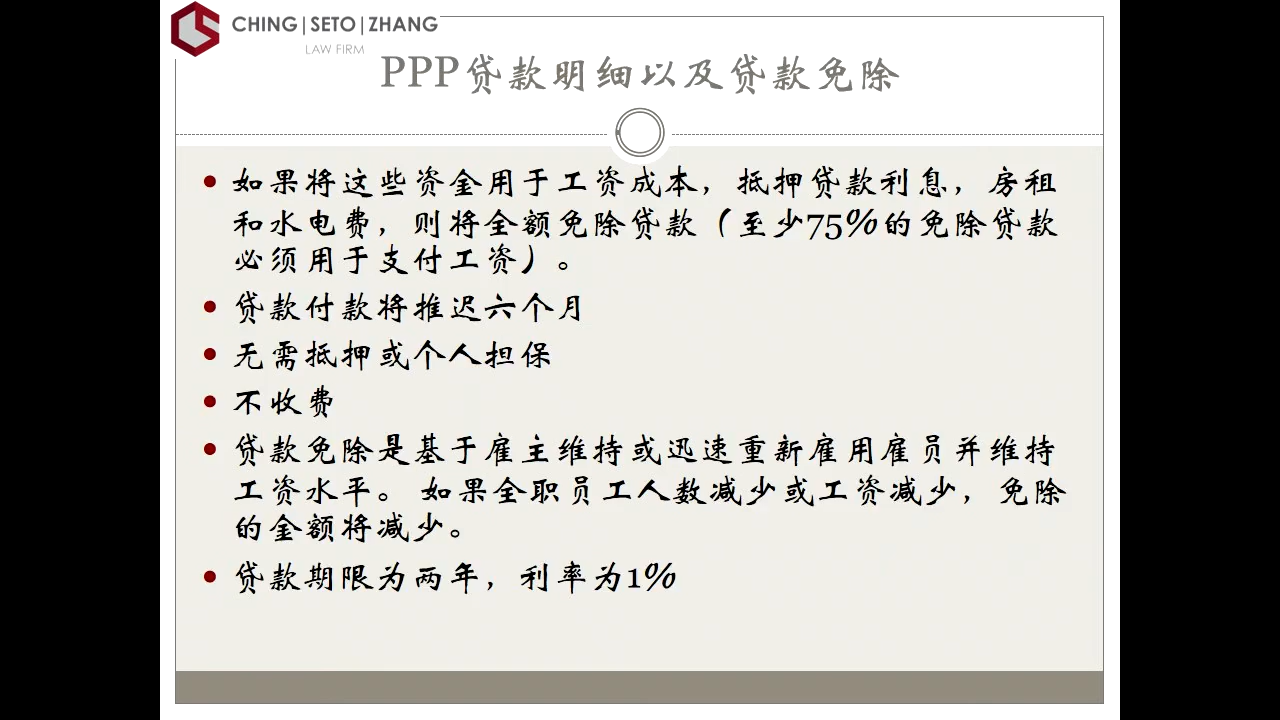 CHING|SETO|ZHANG
LAW FIRM
PPP贷款明细以及贷款免除
• 如果将这些资金用于工资成本，抵押贷款利息，房租
和水电费，则将全额免除贷款（至少75%的免除贷款
必须用于支付工资）。
• 贷款付款将推迟六个月
• 无需抵押或个人担保
• 不收费
• 贷款免除是基于雇主维持或迅速重新雇用雇员并维持
工资水平。 如果全职员工人数减少或工资减少，免除
的金额将减少。
• 贷款期限为两年，利率为1%